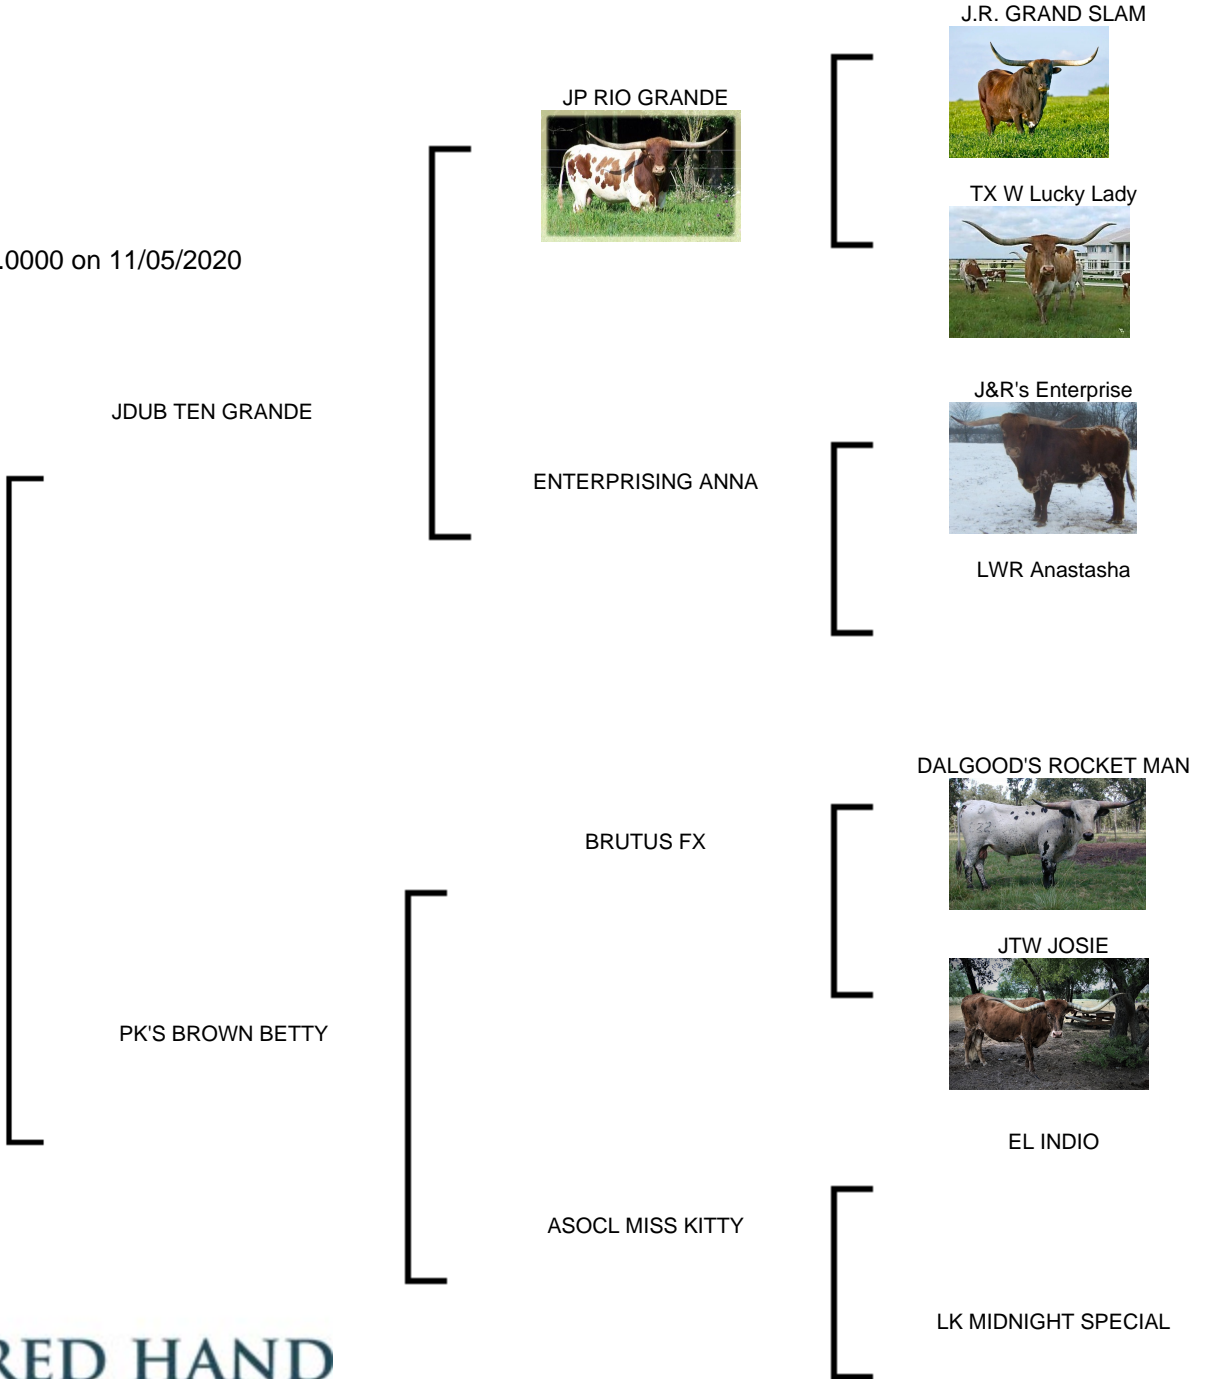 J.R. GRAND SLAM
JP RIO GRANDE
TX W Lucky Lady
.0000 on 11/05/2020
J&R's Enterprise
JDUB TEN GRANDE
ENTERPRISING ANNA
LWR Anastasha
DALGOOD'S ROCKET MAN
BRUTUS FX
JTW JOSIE
PK'S BROWN BETTY
EL INDIO
ASOCL MISS KITTY
LK MIDNIGHT SPECIAL
RED HAND